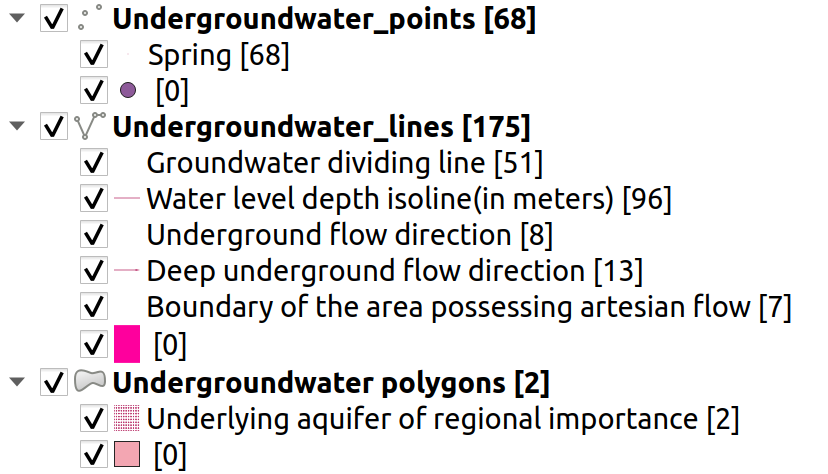 Undergroundwater_points [68]
Spring [68]
[0]
Undergroundwater_lines [175]
Groundwater dividing line [51]
Water level depth isoline(in meters) [96]
Underground flow direction [8]
Deep underground flow direction [13]
Boundary of the area possessing artesian flow [7]
[0]
Undergroundwater polygons [2]
Underlying aquifer of regional importance [2]
[0]